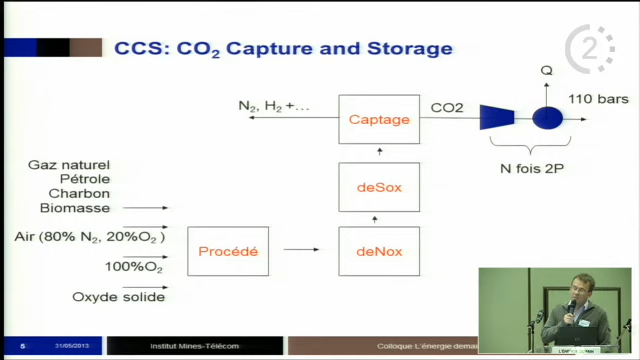 CCS: CO₂ Capture and Storage
2
Q
N₂, H₂ +…
Captage
CO2
110 bars
N fois 2P
Gaz naturel
Pétrole
Charbon
Biomasse
deSox
Air (80% N₂, 20%O₂ )
100%O₂
Oxyde solide
Procédé
deNox
5
31/05/2013
Institut Mines-Télécom
Colloque L'énergie demai